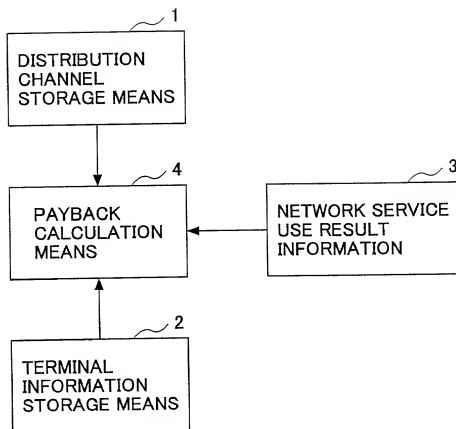 1
DISTRIBUTION
CHANNEL
STORAGE MEANS
4
PAYBACK
CALCULATION
MEANS
3
NETWORK SERVICE
USE RESULT
INFORMATION
2
TERMINAL
INFORMATION
STORAGE MEANS